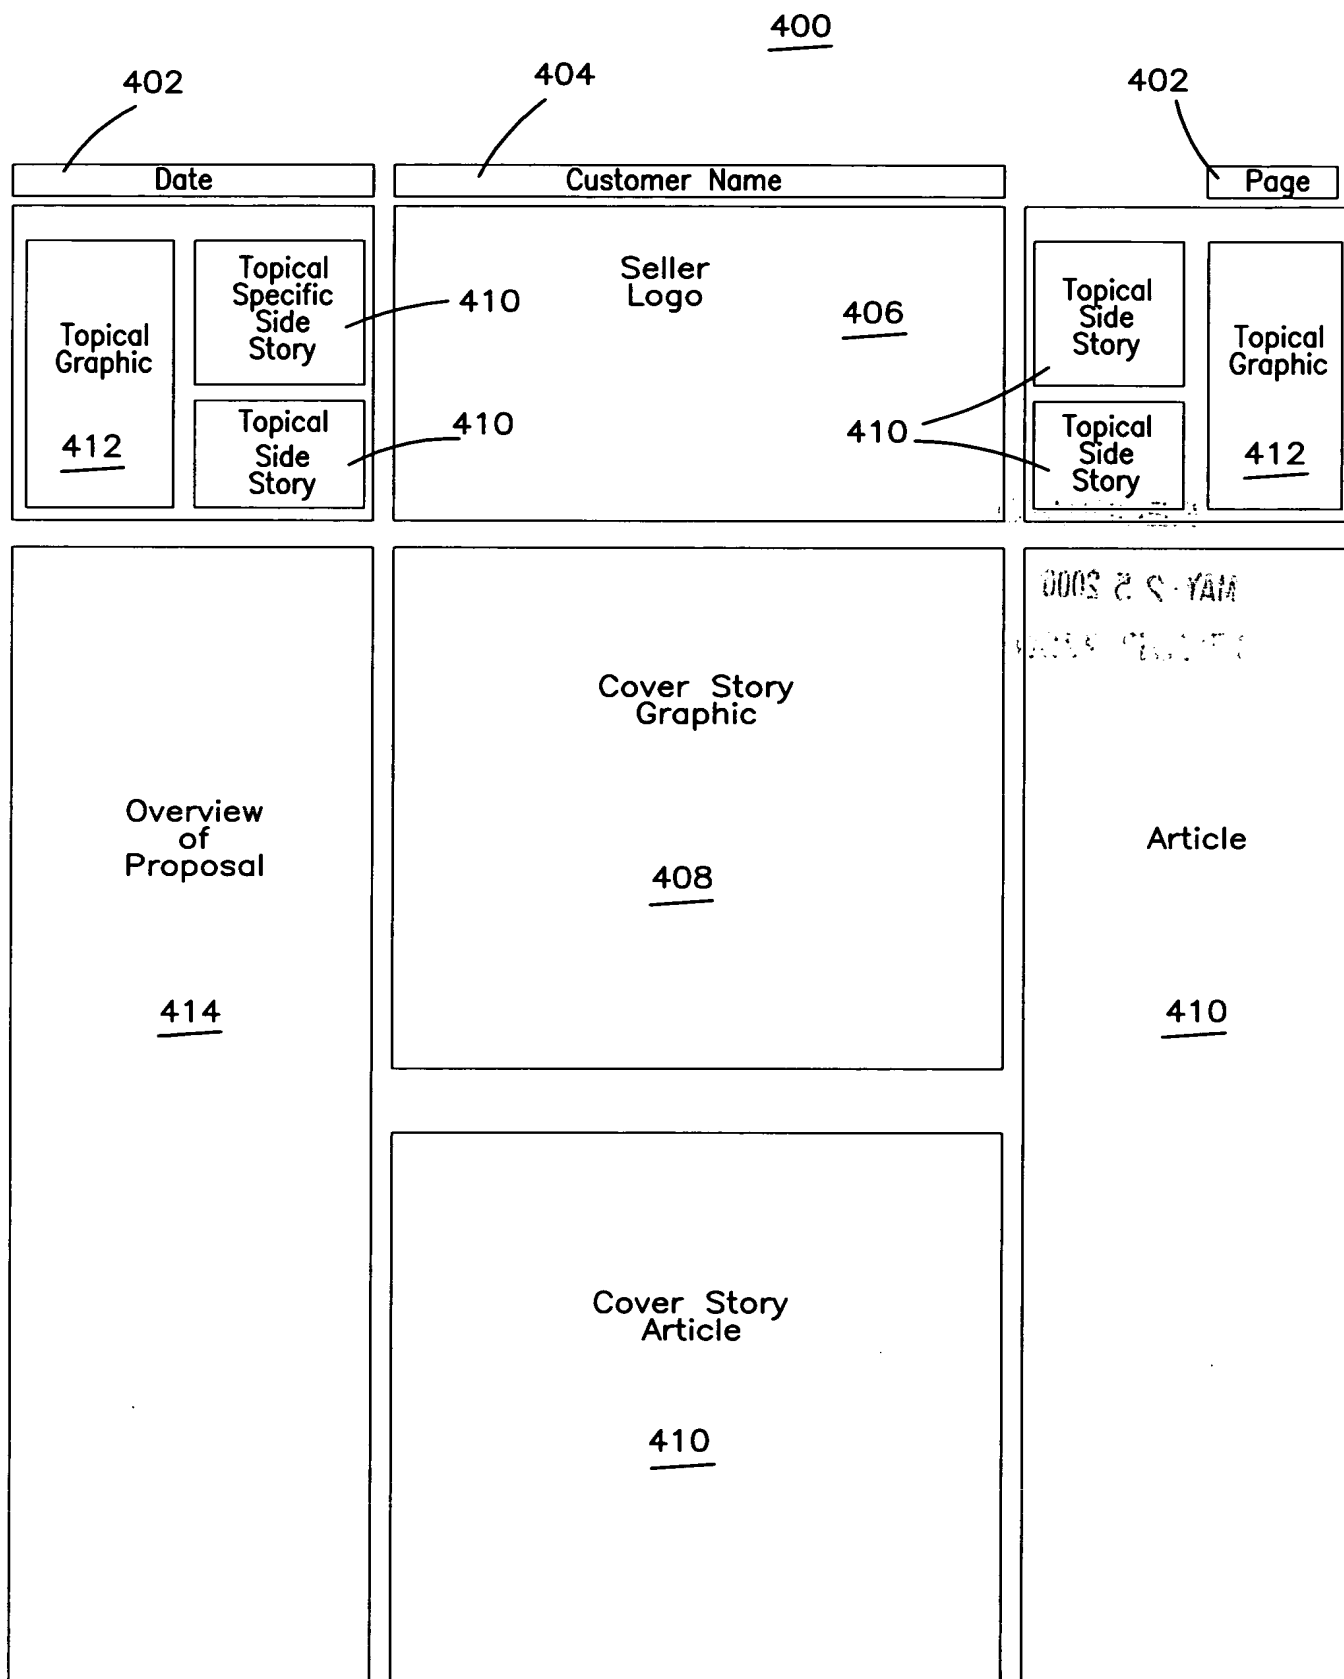 400
402
404
402
Date
Customer Name
Page
Topical
Graphic
412
Topical
Specific
Side
Story
410
Topical
Side
Story
410
Seller
Logo
406
410
Topical
Side
Story
Topical
Side
Story
Topical
Graphic
412
MAY 25 2000
Overview
of
Proposal
414
Cover Story
Graphic
408
Article
410
Cover Story
Article
410